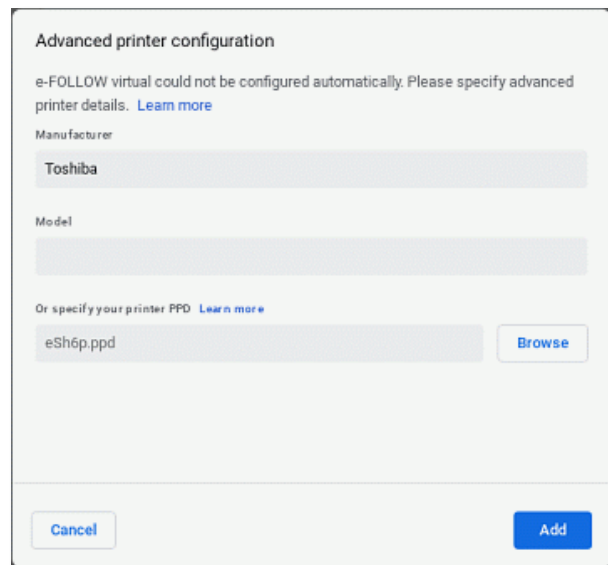 Advanced printer configuration
e-FOLLOW virtual could not be configured automatically. Please specify advanced
printer details. Learn more
Manufacturer
Toshiba
Model
Or specify your printer PPD Learn more
eSh6p.ppd
Browse
Cancel
Add